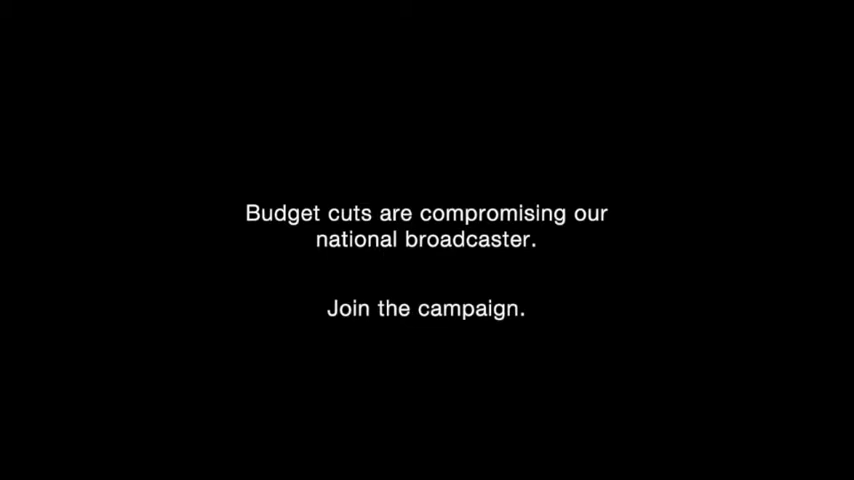 Budget cuts are compromising our
national broadcaster.
Join the campaign.